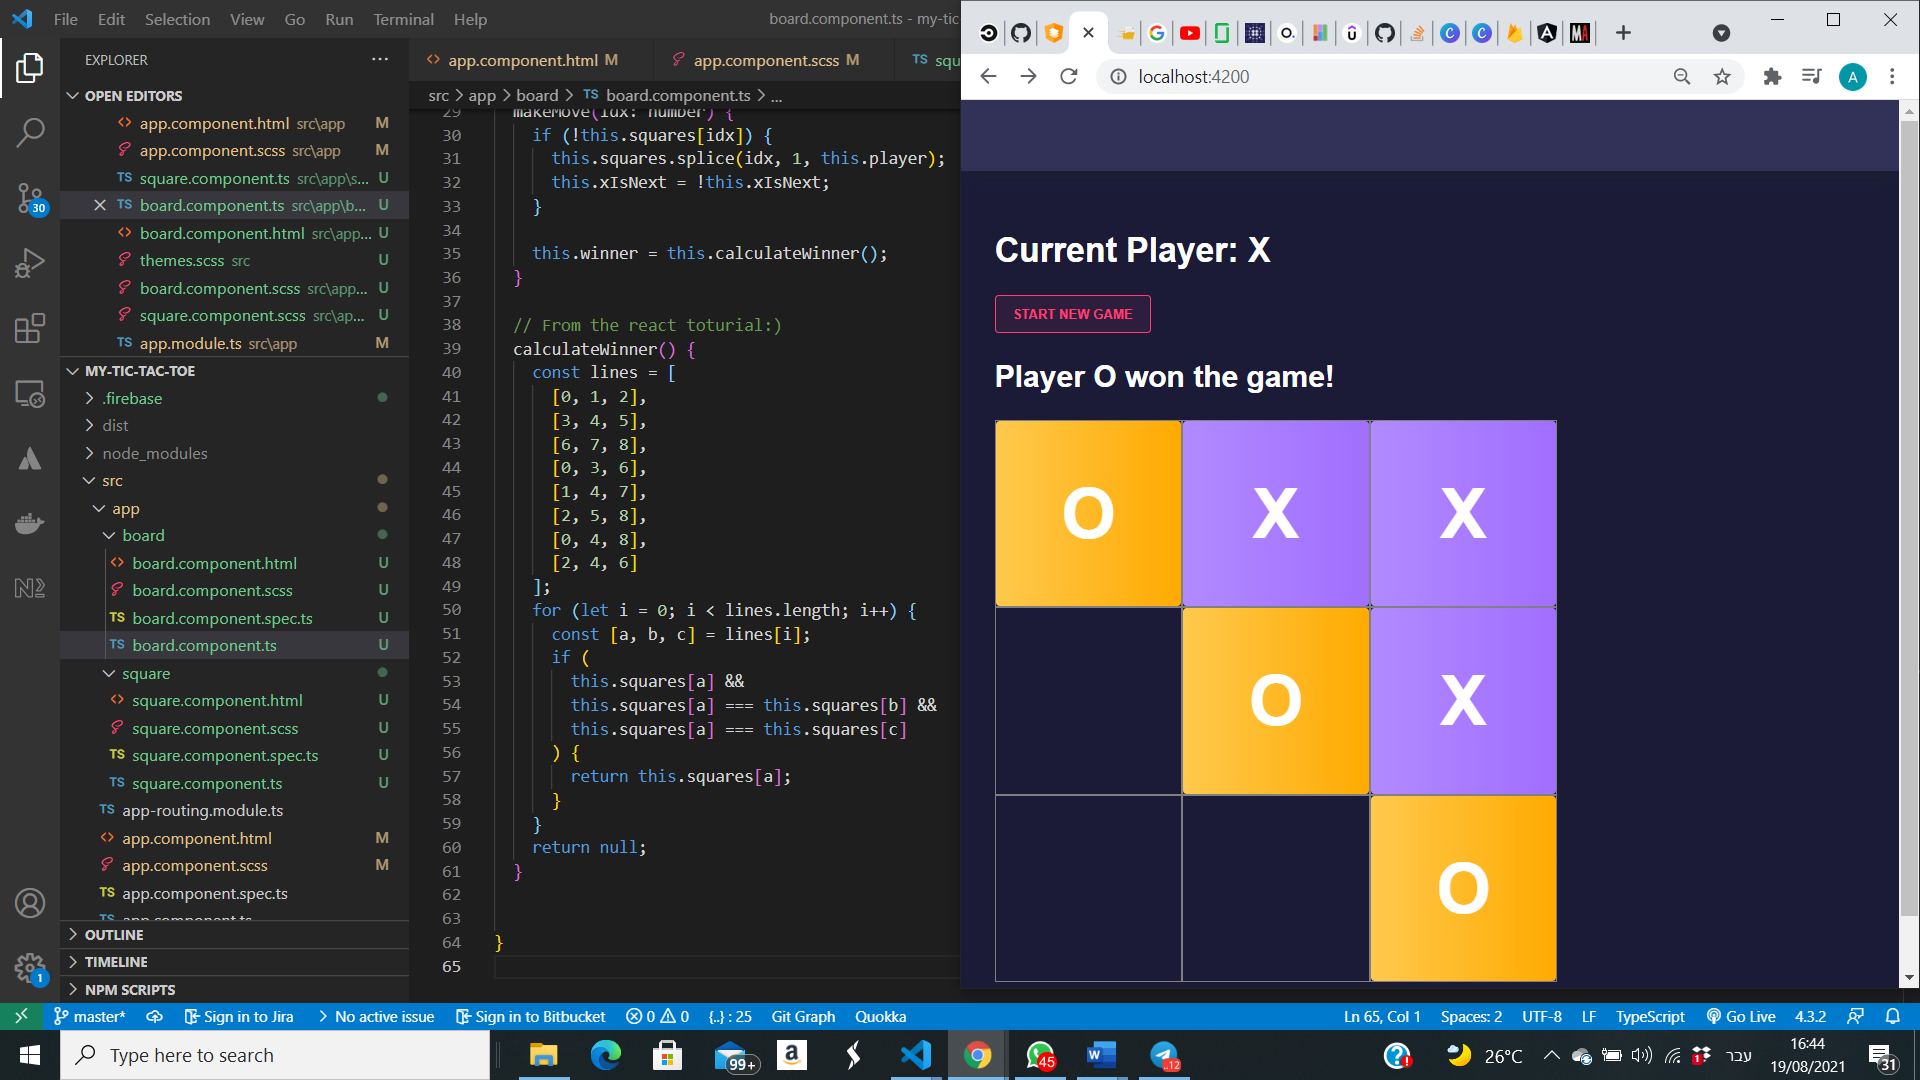 File Edit Selection View Go Run Terminal Help
board.component.ts - my-tic
EXPLORER
OPEN EDITORS
app.component.html src\app M
app.component.scss src\app M
square.component.ts src\app\s... U
board.component.ts src\app\b... U
board.component.html src\app... U
themes.scss src U
board.component.scss src\app... U
square.component.scss src\ap... U
app.module.ts src\app M
MY-TIC-TAC-TOE
.firebase
dist
node_modules
src
app
board
board.component.html U
board.component.scss U
board.component.spec.ts U
board.component.ts U
square
square.component.html U
square.component.scss U
square.component.spec.ts U
square.component.ts U
app-routing.module.ts
app.component.html M
app.component.scss M
app.component.spec.ts
app.component.ts
OUTLINE
TIMELINE
NPM SCRIPTS
30
1
app.component.html M app.component.scss M TS squ
src > app > board > TS board.component.ts > ...
29 makeMove(idx: number) {
30 if (!this.squares[idx]) {
31 this.squares.splice(idx, 1, this.player);
32 this.xIsNext = !this.xIsNext;
33 }
34
35 this.winner = this.calculateWinner();
36 }
37
38 // From the react toturial:)
39 calculateWinner() {
40 const lines = [
41 [0, 1, 2],
42 [3, 4, 5],
43 [6, 7, 8],
44 [0, 3, 6],
45 [1, 4, 7],
46 [2, 5, 8],
47 [0, 4, 8],
48 [2, 4, 6]
49 ];
50 for (let i = 0; i < lines.length; i++) {
51 const [a, b, c] = lines[i];
52 if (
53 this.squares[a] &&
54 this.squares[a] === this.squares[b] &&
55 this.squares[a] === this.squares[c]
56 ) {
57 return this.squares[a];
58 }
59 }
60 return null;
61 }
62
63
64 }
65
localhost:4200
A
Current Player: X
START NEW GAME
Player O won the game!
O X X
O X
O
master* Sign in to Jira No active issue Sign in to Bitbucket 0 0 {..} : 25 Git Graph Quokka Ln 65, Col 1 Spaces: 2 UTF-8 LF TypeScript Go Live 4.3.2
Type here to search
99+
45
..12
26°C
עבר
16:44
19/08/2021
31